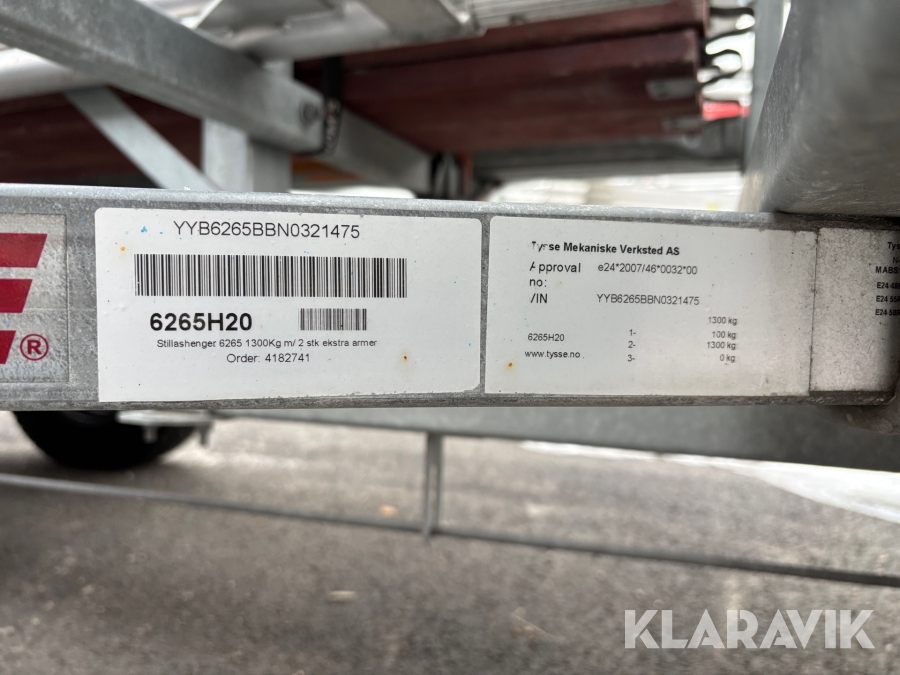 YYB6265BBN0321475
6265H20
Stillashenger 6265 1300Kg m/ 2 stk ekstra armer
Order: 4182741
®
Tysse Mekaniske Verksted AS
Approval no: e24*2007/46*0032*00
VIN YYB6265BBN0321475
1300 kg
6265H20 1- 100 kg
2- 1300 kg
www.tysse.no 3- 0 kg
KLARAVIK